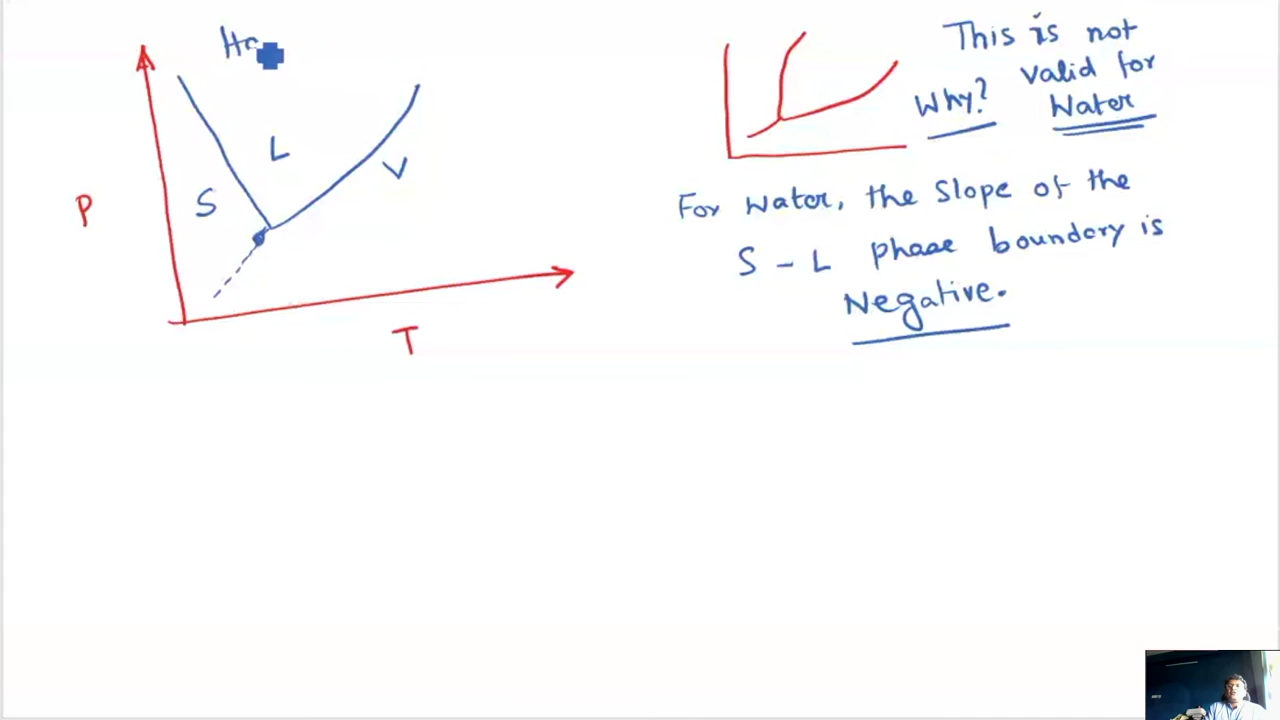 H
L
S
V
P
T
This is not
Why? valid for
Water
For water, the slope of the
S - L phase boundary is
Negative.